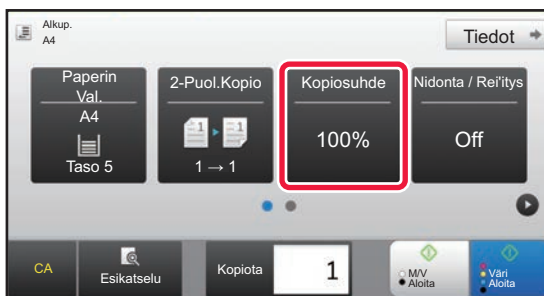 Alkup.
A4
Tiedot
Paperin
Val.
A4
Taso 5
2-Puol.Kopio
1 → 1
Kopiosuhde
100%
Nidonta / Rei'itys
Off
CA
Esikatselu
Kopiota
1
M/V
Aloita
Väri
Aloita